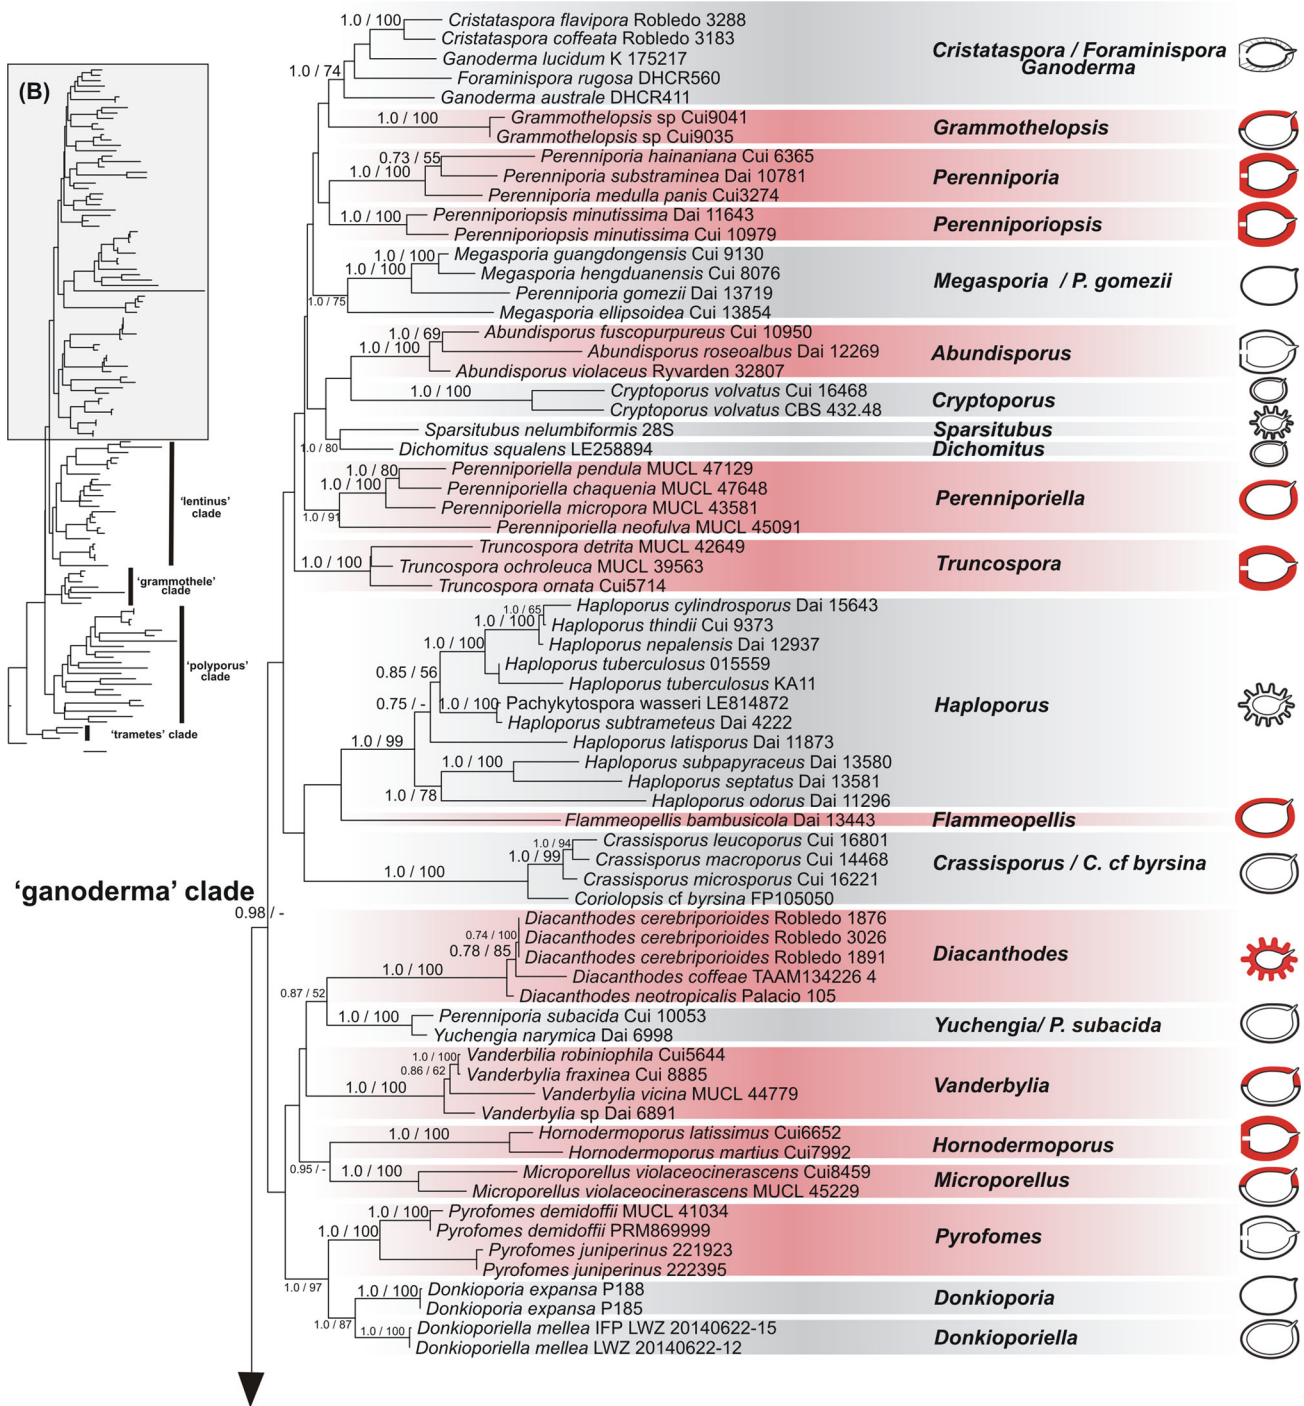 (B)
'lentinus'
clade
'grammothele'
clade
'polyporus'
clade
'trametes' clade
'ganoderma' clade
0.98 / -
1.0 / 100
Cristataspora flavipora Robledo 3288
Cristataspora coffeata Robledo 3183
Ganoderma lucidum K 175217
1.0 / 74
Foraminispora rugosa DHCR560
Ganoderma australe DHCR411
Cristataspora / Foraminispora
Ganoderma
1.0 / 100
Grammothelopsis sp Cui9041
Grammothelopsis sp Cui9035
Grammothelopsis
0.73 / 55
Perenniporia hainaniana Cui 6365
1.0 / 100
Perenniporia substraminea Dai 10781
Perenniporia medulla panis Cui3274
Perenniporia
1.0 / 100
Perenniporiopsis minutissima Dai 11643
Perenniporiopsis minutissima Cui 10979
Perenniporiopsis
1.0 / 100
Megasporia guangdongensis Cui 9130
1.0 / 100
Megasporia hengduanensis Cui 8076
Perenniporia gomezii Dai 13719
1.0 / 75
Megasporia ellipsoidea Cui 13854
Megasporia / P. gomezii
1.0 / 69
Abundisporus fuscopurpureus Cui 10950
1.0 / 100
Abundisporus roseoalbus Dai 12269
Abundisporus violaceus Ryvarden 32807
Abundisporus
1.0 / 100
Cryptoporus volvatus Cui 16468
Cryptoporus volvatus CBS 432.48
Cryptoporus
Sparsitubus nelumbiformis 28S
Sparsitubus
1.0 / 80
Dichomitus squalens LE258894
Dichomitus
1.0 / 80
Perenniporiella pendula MUCL 47129
1.0 / 100
Perenniporiella chaquenia MUCL 47648
Perenniporiella micropora MUCL 43581
1.0 / 91
Perenniporiella neofulva MUCL 45091
Perenniporiella
Truncospora detrita MUCL 42649
1.0 / 100
Truncospora ochroleuca MUCL 39563
Truncospora ornata Cui5714
Truncospora
1.0 / 65
Haploporus cylindrosporus Dai 15643
1.0 / 100
Haploporus thindii Cui 9373
1.0 / 100
Haploporus nepalensis Dai 12937
Haploporus tuberculosus 015559
0.85 / 56
Haploporus tuberculosus KA11
0.75 / -
1.0 / 100
Pachykytospora wasseri LE814872
Haploporus subtrameteus Dai 4222
1.0 / 99
Haploporus latisporus Dai 11873
1.0 / 100
Haploporus subpapyraceus Dai 13580
Haploporus septatus Dai 13581
1.0 / 78
Haploporus odorus Dai 11296
Haploporus
Flammeopellis bambusicola Dai 13443
Flammeopellis
1.0 / 94
Crassisporus leucoporus Cui 16801
1.0 / 99
Crassisporus macroporus Cui 14468
1.0 / 100
Crassisporus microsporus Cui 16221
Coriolopsis cf byrsina FP105050
Crassisporus / C. cf byrsina
Diacanthodes cerebriporioides Robledo 1876
0.74 / 100
Diacanthodes cerebriporioides Robledo 3026
0.78 / 85
Diacanthodes cerebriporioides Robledo 1891
1.0 / 100
Diacanthodes coffeae TAAM134226 4
Diacanthodes neotropicalis Palacio 105
Diacanthodes
0.87 / 52
1.0 / 100
Perenniporia subacida Cui 10053
Yuchengia narymica Dai 6998
Yuchengia/ P. subacida
1.0 / 100
Vanderbilia robiniophila Cui5644
0.86 / 62
Vanderbylia fraxinea Cui 8885
1.0 / 100
Vanderbylia vicina MUCL 44779
Vanderbylia sp Dai 6891
Vanderbylia
1.0 / 100
Hornodermoporus latissimus Cui6652
Hornodermoporus martius Cui7992
Hornodermoporus
0.95 / -
1.0 / 100
Microporellus violaceocinerascens Cui8459
Microporellus violaceocinerascens MUCL 45229
Microporellus
1.0 / 100
Pyrofomes demidoffii MUCL 41034
1.0 / 100
Pyrofomes demidoffii PRM869999
Pyrofomes juniperinus 221923
Pyrofomes juniperinus 222395
Pyrofomes
1.0 / 97
1.0 / 100
Donkioporia expansa P188
Donkioporia expansa P185
Donkioporia
1.0 / 87
1.0 / 100
Donkioporiella mellea IFP LWZ 20140622-15
Donkioporiella mellea LWZ 20140622-12
Donkioporiella